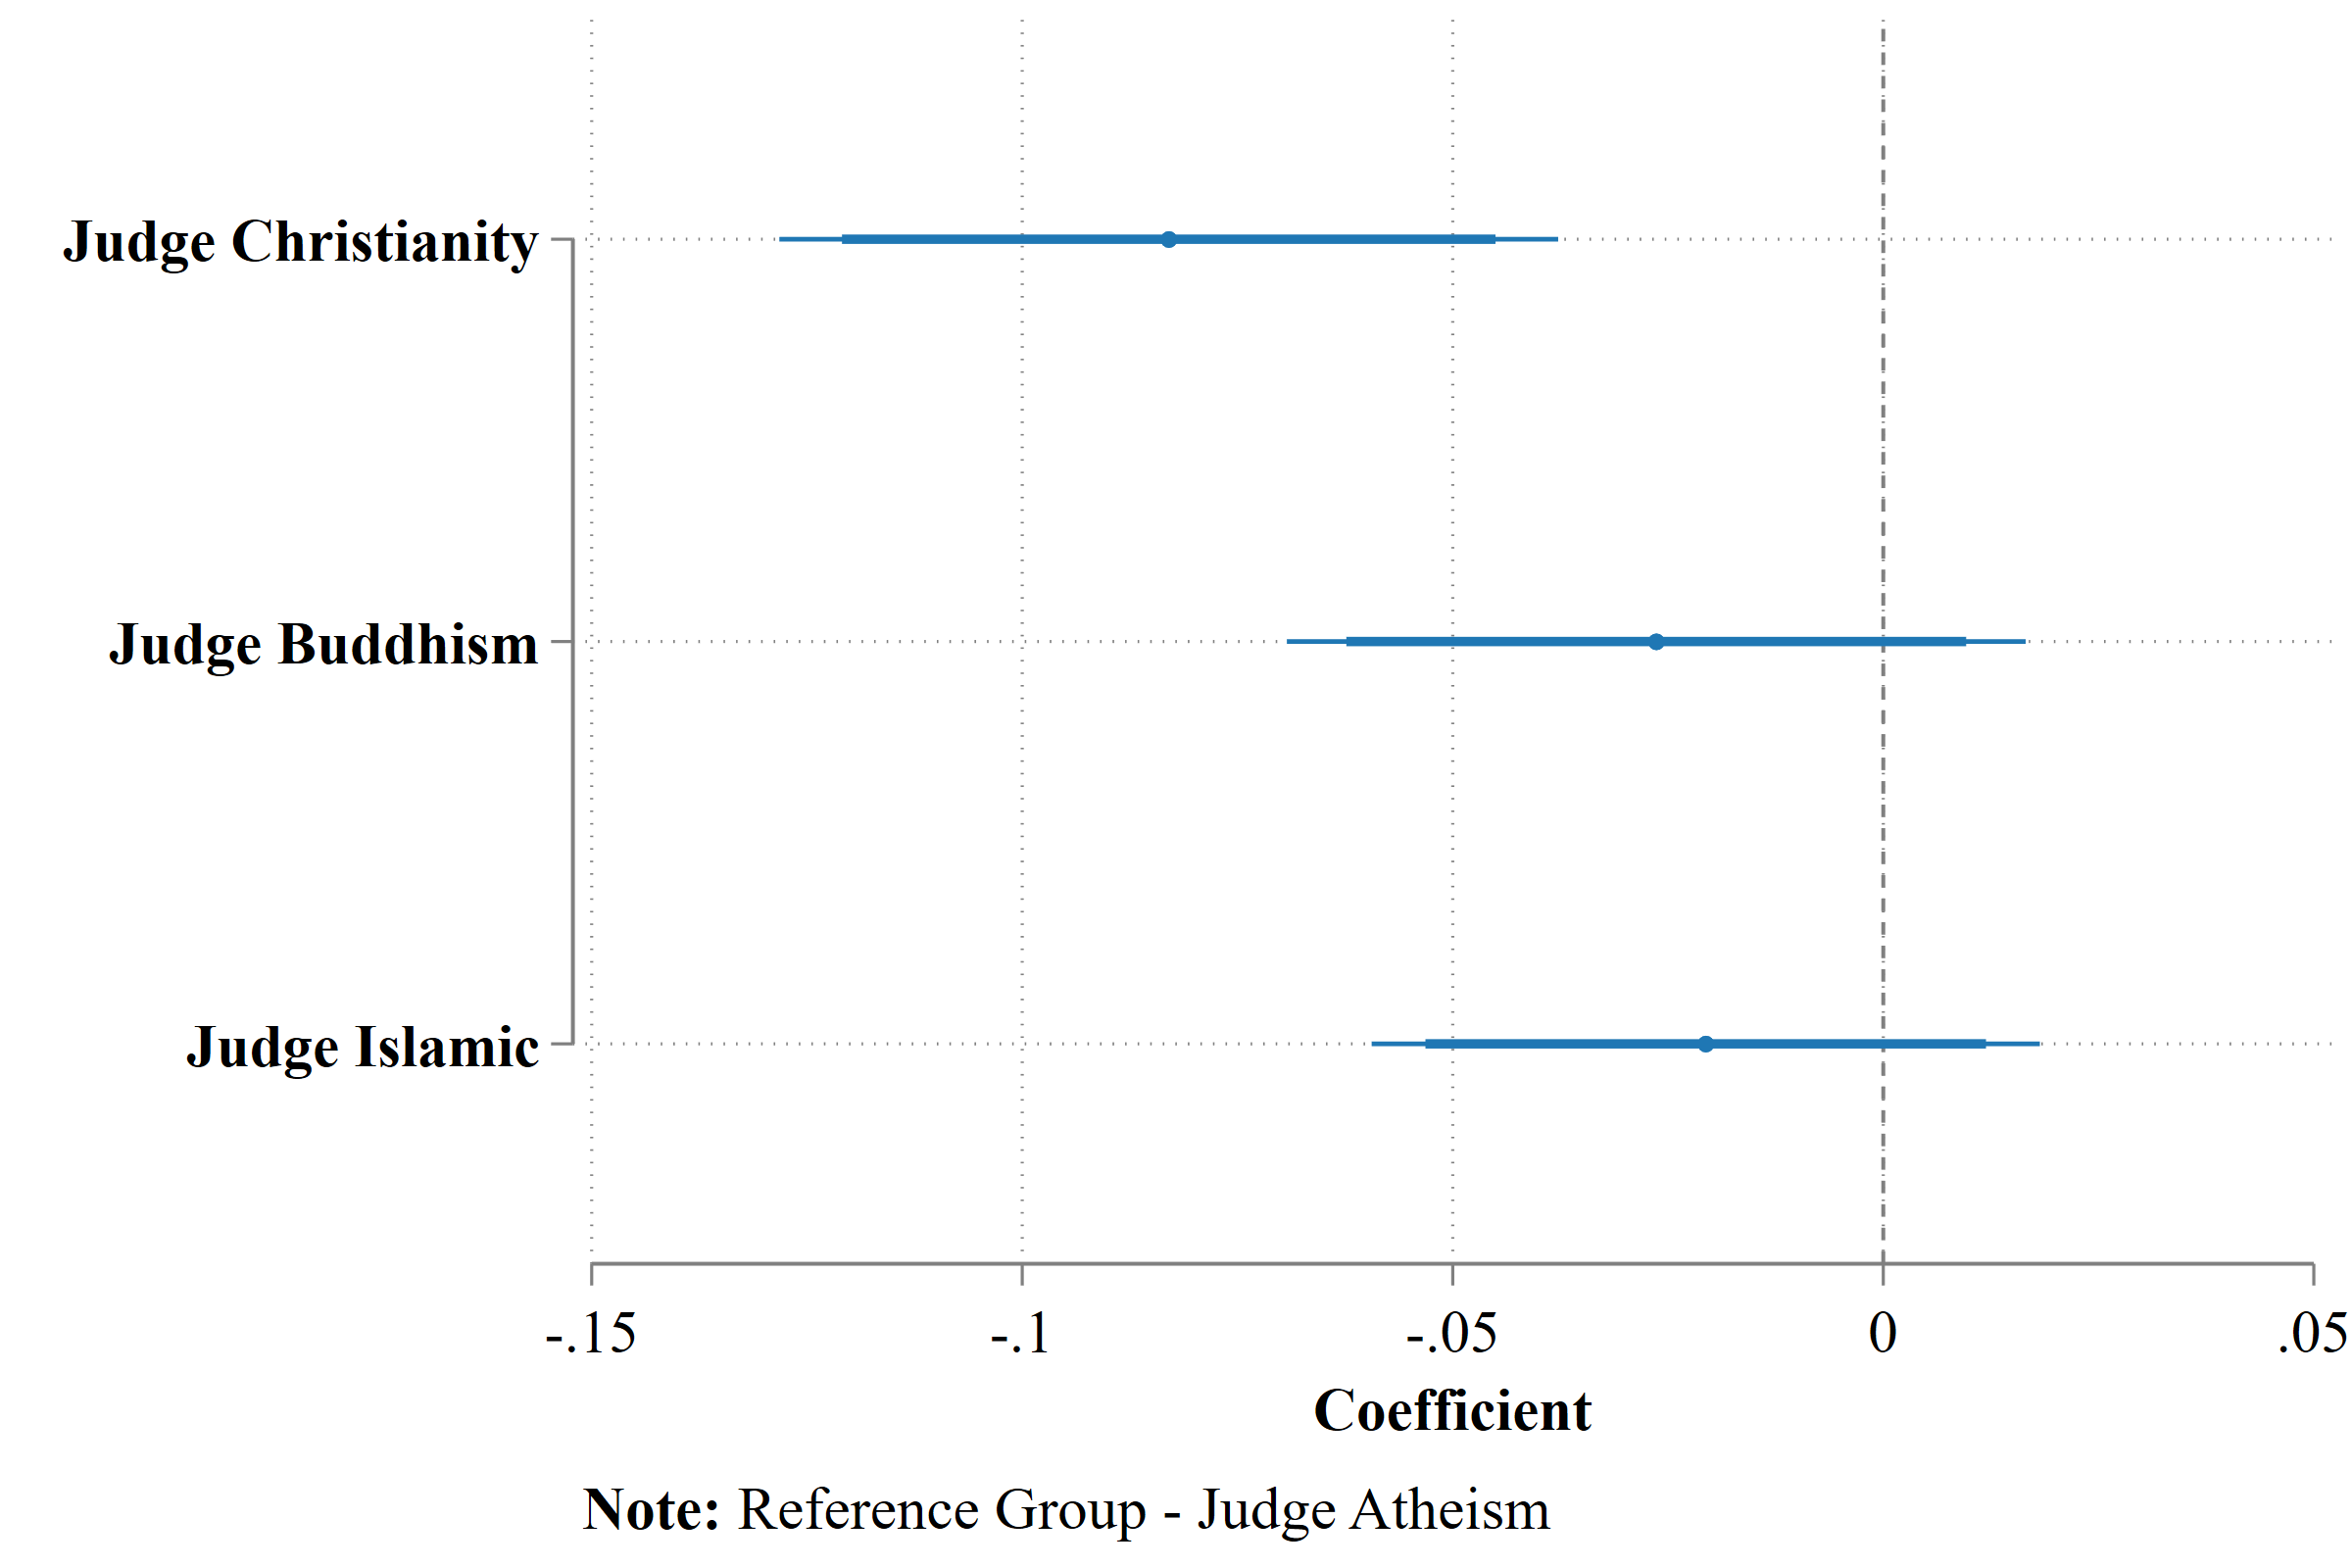 Judge Christianity
Judge Buddhism
Judge Islamic
-.15 -.1 -.05 0 .05
Coefficient
Note: Reference Group - Judge Atheism